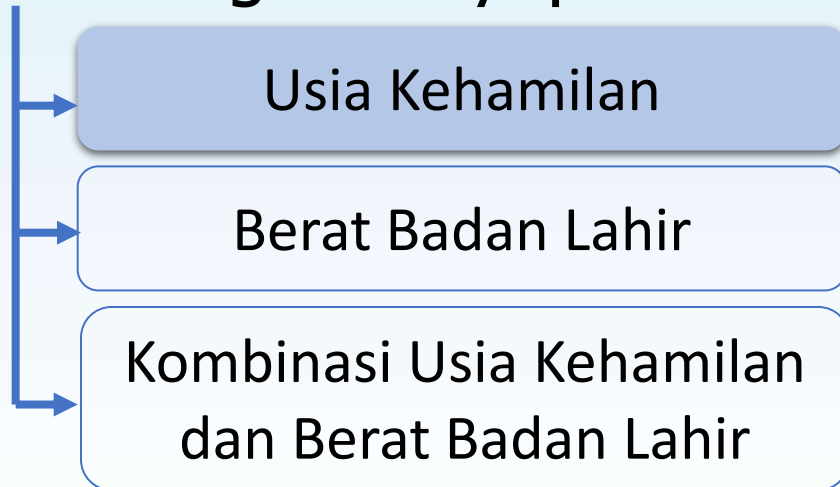 Usia Kehamilan
Berat Badan Lahir
Kombinasi Usia Kehamilan
dan Berat Badan Lahir